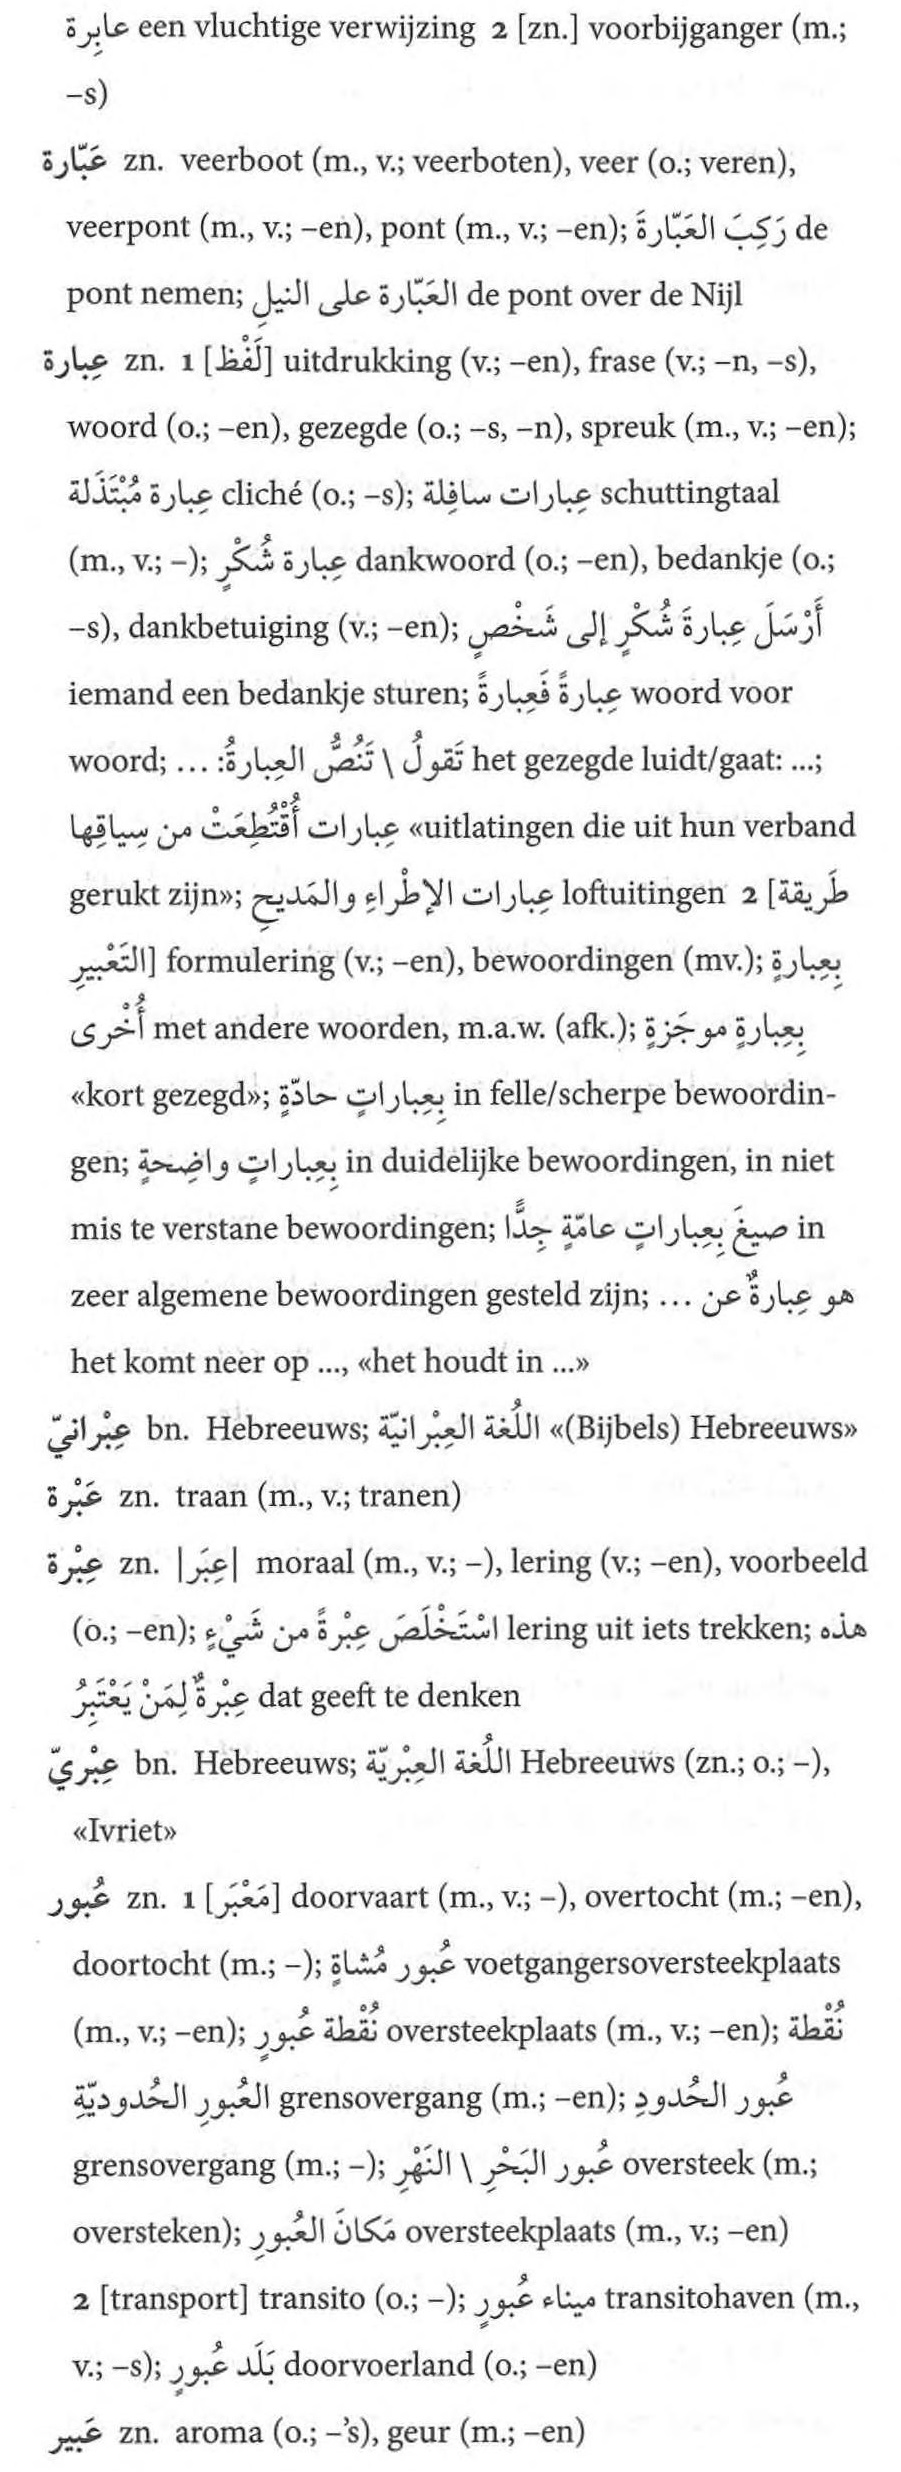 عابِرة een vluchtige verwijzing 2 [zn.] voorbijganger (m.;
–s)
عَبّارة zn. veerboot (m., v.; veerboten), veer (o.; veren),
veerpont (m., v.; –en), pont (m., v.; –en); رَكِبَ العَبّارةَ de
pont nemen; العَبّارة على النيلِ de pont over de Nijl
عِبارة zn. 1 [لَفْظ] uitdrukking (v.; –en), frase (v.; –n, –s),
woord (o.; –en), gezegde (o.; –s, –n), spreuk (m., v.; –en);
عِبارة مُبْتَذَلة cliché (o.; –s); عِبارات سافِلة schuttingtaal
(m., v.; –); عِبارة شُكْرٍ dankwoord (o.; –en), bedankje (o.;
–s), dankbetuiging (v.; –en); أَرْسَلَ عِبارةَ شُكْرٍ إلى شَخْصٍ
iemand een bedankje sturen; عِبارةً فَعِبارةً woord voor
woord; تَقولُ \ تَنُصُّ العِبارةُ: ... het gezegde luidt/gaat: ...;
عِبارات أُقْتُطِعَتْ من سِياقِها «uitlatingen die uit hun verband
gerukt zijn»; عِبارات الإطْراءِ والمَديحِ loftuitingen 2 [طَريقة
التَعْبيرِ] formulering (v.; –en), bewoordingen (mv.); بِعِبارةٍ
أُخْرى met andere woorden, m.a.w. (afk.); بِعِبارةٍ موجَزةٍ
«kort gezegd»; بِعِباراتٍ حادّةٍ in felle/scherpe bewoordin-
gen; بِعِباراتٍ واضِحةٍ in duidelijke bewoordingen, in niet
mis te verstane bewoordingen; صيغَ بِعِباراتٍ عامّةٍ جِدًّا in
zeer algemene bewoordingen gesteld zijn; هو عِبارةٌ عن ...
het komt neer op ..., «het houdt in ...»
عِبْرانيّ bn. Hebreeuws; اللُغة العِبْرانيّة «(Bijbels) Hebreeuws»
عَبْرة zn. traan (m., v.; tranen)
عِبْرة zn. |عِبَر| moraal (m., v.; –), lering (v.; –en), voorbeeld
(o.; –en); اسْتَخْلَصَ عِبْرةً من شَيْءٍ lering uit iets trekken; هذه
عِبْرةٌ لِمَنْ يَعْتَبِرُ dat geeft te denken
عِبْريّ bn. Hebreeuws; اللُغة العِبْريّة Hebreeuws (zn.; o.; –),
«Ivriet»
عُبور zn. 1 [مَعْبَر] doorvaart (m., v.; –), overtocht (m.; –en),
doortocht (m.; –); عُبور مُشاةٍ voetgangersoversteekplaats
(m., v.; –en); نُقْطة عُبورٍ oversteekplaats (m., v.; –en); نُقْطة
العُبورِ الحُدوديّةِ grensovergang (m.; –en); عُبور الحُدودِ
grensovergang (m.; –); عُبور البَحْرِ \ النَهْرِ oversteek (m.;
oversteken); مَكانَ العُبورِ oversteekplaats (m., v.; –en)
2 [transport] transito (o.; –); ميناء عُبورٍ transitohaven (m.,
v.; –s); بَلَد عُبورٍ doorvoerland (o.; –en)
عَبير zn. aroma (o.; –’s), geur (m.; –en)